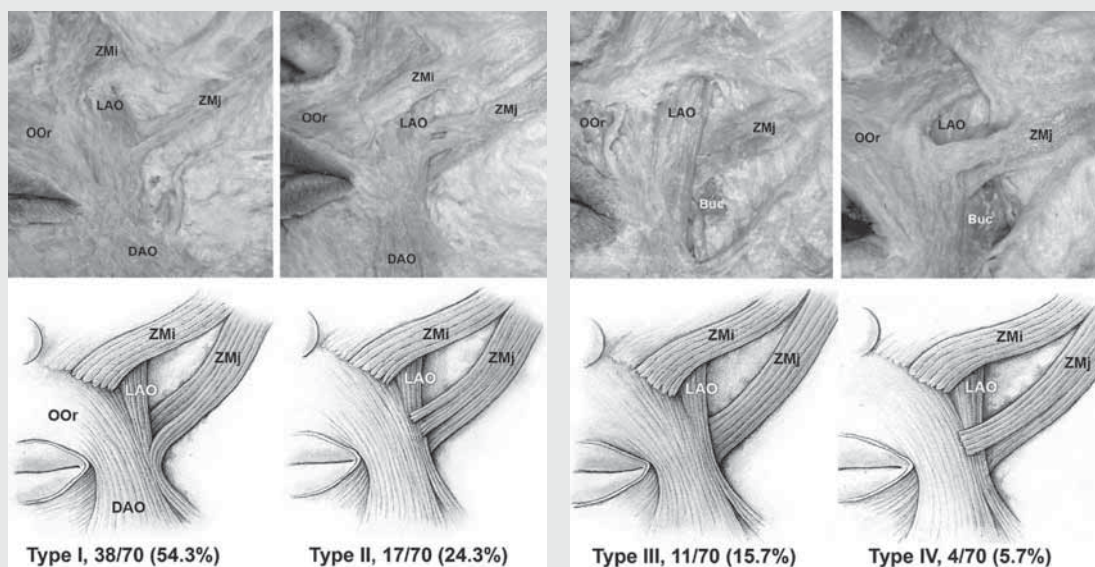 ZMi
LAO
ZMj
OOr
DAO
ZMi
ZMj
OOr
LAO
DAO
OOr
LAO
ZMj
Buc
OOr
LAO
ZMj
Buc
ZMi
ZMj
LAO
OOr
DAO
Type I, 38/70 (54.3%)
ZMi
ZMj
LAO
Type II, 17/70 (24.3%)
ZMi
ZMj
LAO
Type III, 11/70 (15.7%)
ZMi
ZMj
LAO
Type IV, 4/70 (5.7%)